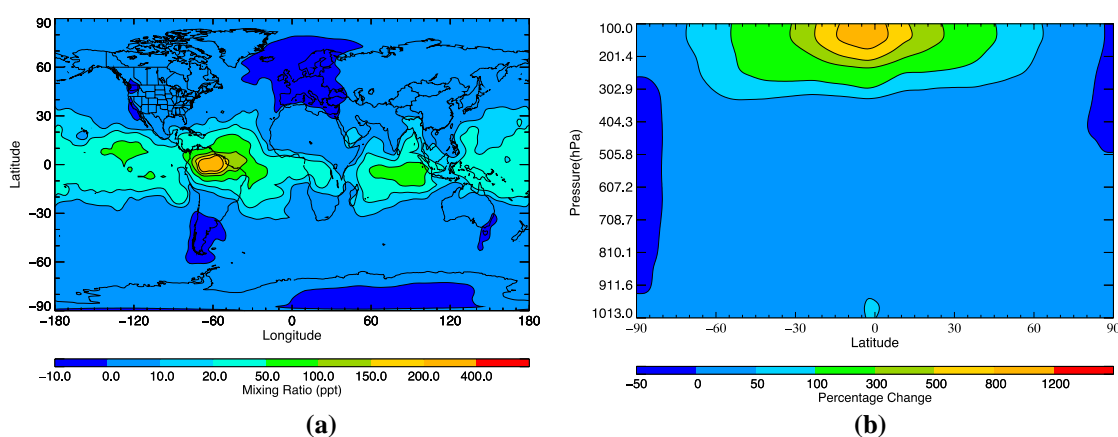 90
60
30
0
−30
−60
−90
Latitude
−180 −120 −60 0 60 120 180
Longitude
−10.0 0.0 10.0 20.0 50.0 100.0 150.0 200.0 400.0
Mixing Ratio (ppt)
(a)
100.0
201.4
302.9
404.3
505.8
607.2
708.7
810.1
911.6
1013.0
Pressure(hPa)
−90 −60 −30 0 30 60 90
Latitude
−50 0 50 100 300 500 800 1200
Percentage Change
(b)